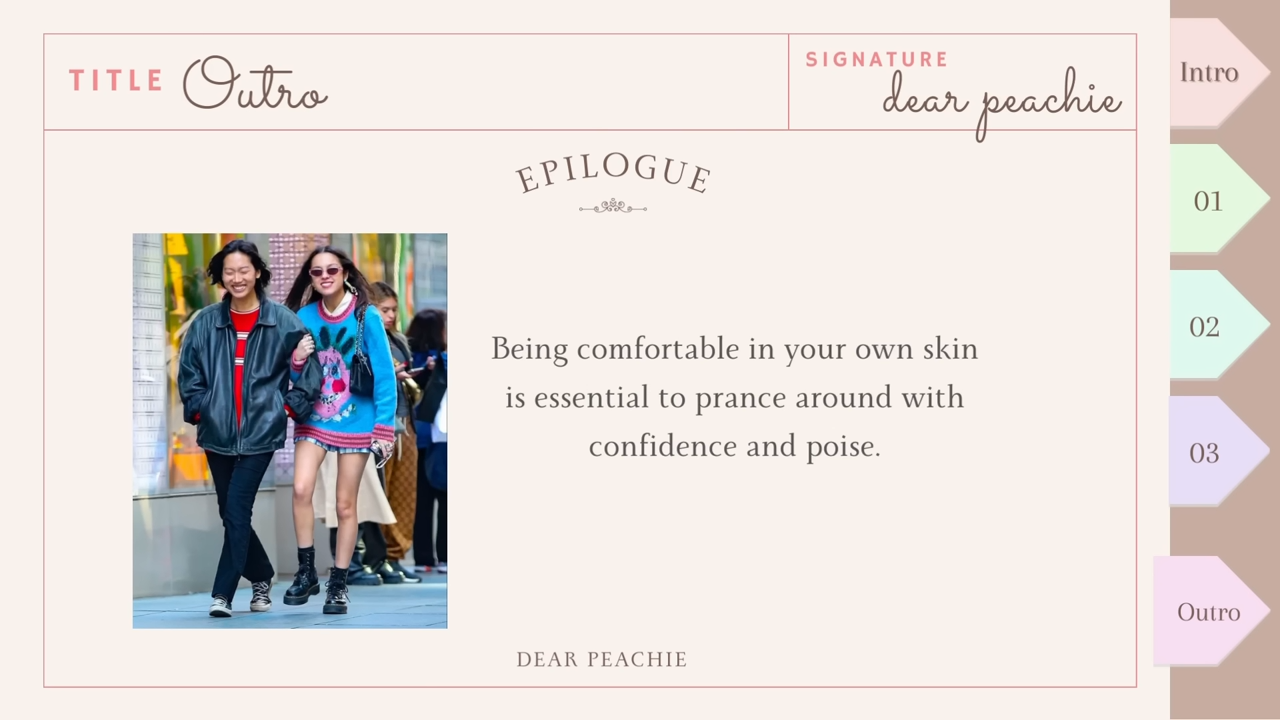 TITLE Outro
SIGNATURE
dear peachie
EPILOGUE
Being comfortable in your own skin
is essential to prance around with
confidence and poise.
DEAR PEACHIE
Intro
01
02
03
Outro